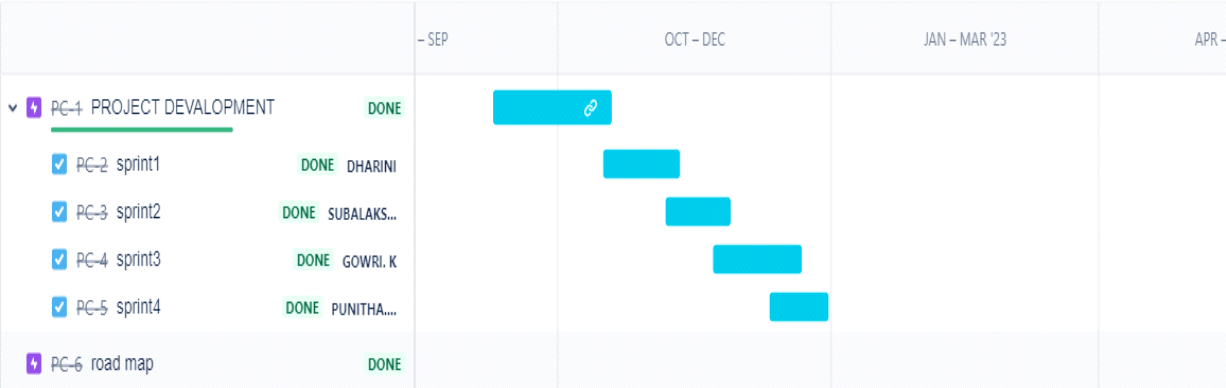 – SEP OCT – DEC JAN – MAR '23 APR –
PC-1 PROJECT DEVALOPMENT DONE
PC-2 sprint1 DONE DHARINI
PC-3 sprint2 DONE SUBALAKS...
PC-4 sprint3 DONE GOWRI. K
PC-5 sprint4 DONE PUNITHA....
PC-6 road map DONE